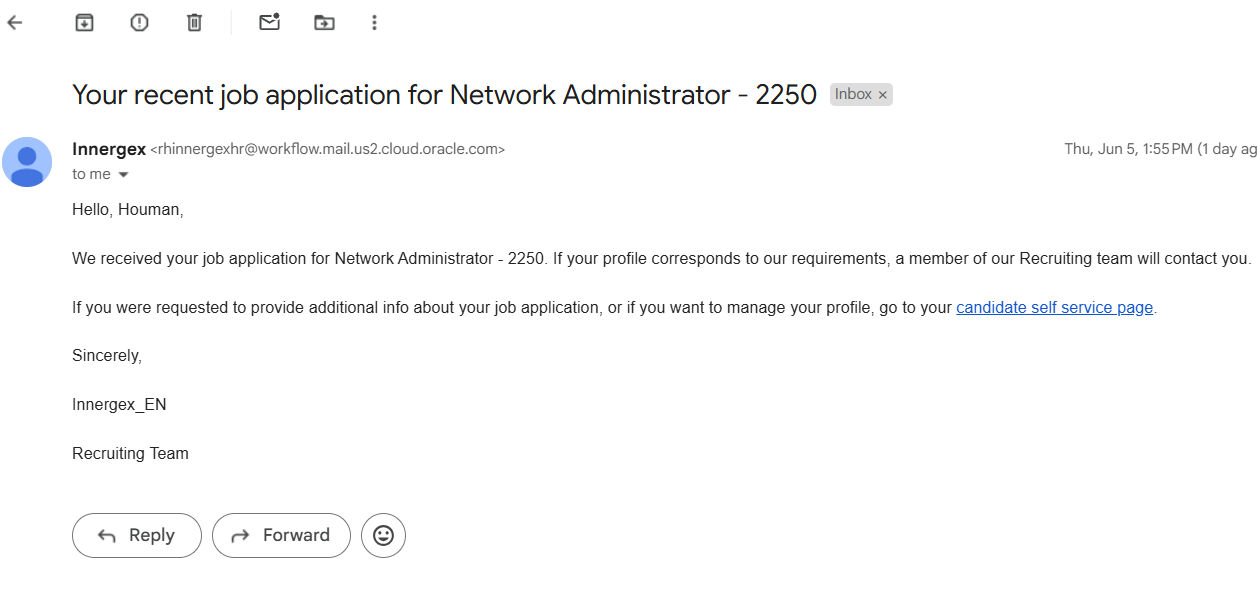 Your recent job application for Network Administrator - 2250 Inbox ×
Innergex <rhinnergexhr@workflow.mail.us2.cloud.oracle.com> Thu, Jun 5, 1:55 PM (1 day ag
to me
Hello, Houman,
We received your job application for Network Administrator - 2250. If your profile corresponds to our requirements, a member of our Recruiting team will contact you.
If you were requested to provide additional info about your job application, or if you want to manage your profile, go to your candidate self service page.
Sincerely,
Innergex_EN
Recruiting Team
Reply Forward